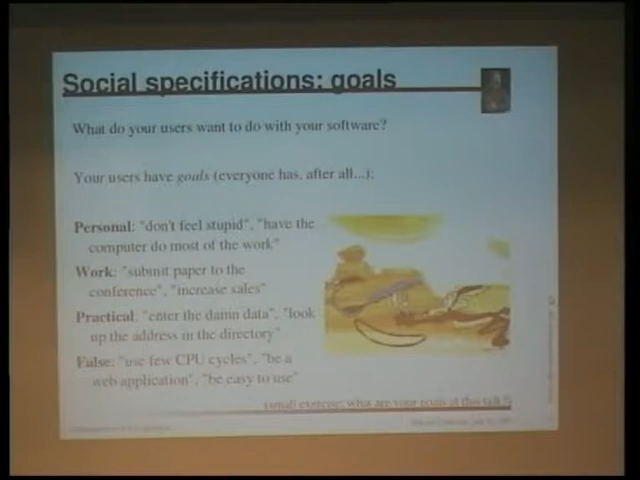 Social specifications: goals
What do your users want to do with your software?
Your users have goals (everyone has, after all...):
Personal: "don't feel stupid", "have the
computer do most of the work"
Work: "submit paper to the
conference", "increase sales"
Practical: "enter the damn data", "look
up the address in the directory"
False: "use few CPU cycles", "be a
web application", "be easy to use"
(small exercise: what are your goals at this talk?)